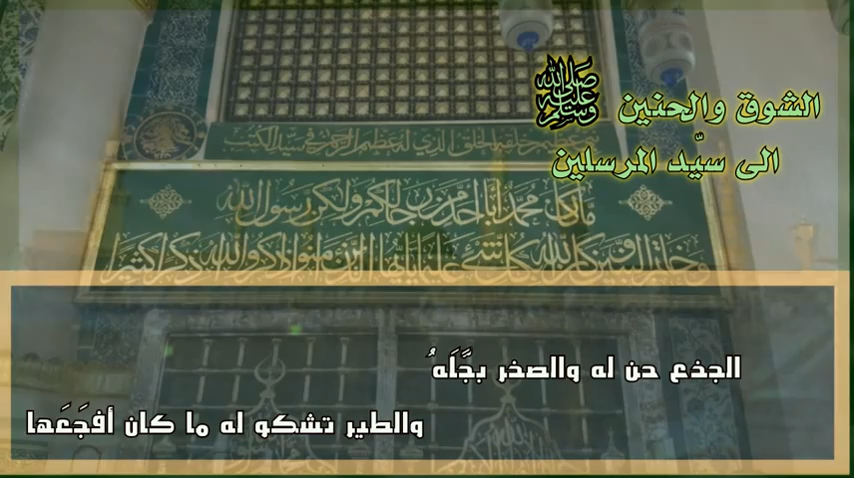 الشوق والحنين ﷺ
الى سيّد المرسلين
ما كان محمد أبا أحد من رجالكم ولكن رسول الله
وخاتم النبيين وكان الله بكل شيء عليما يا أيها الذين آمنوا اذكروا الله ذكرا كثيرا
الجذع حن له والصخر بجَّلَهُ
والطير تشكو له ما كان أفجَعَها